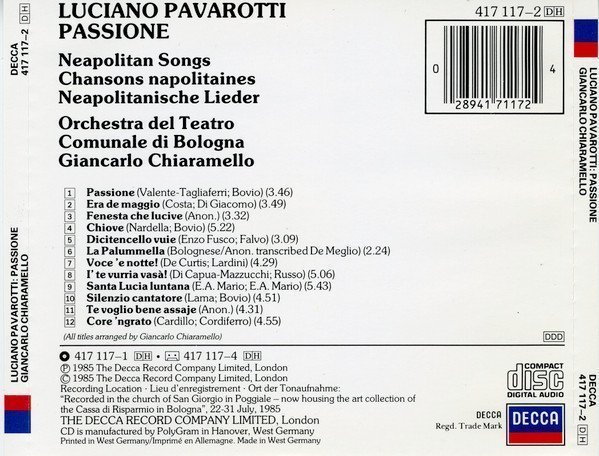 LUCIANO PAVAROTTI
PASSIONE
417 117–2 DH
Neapolitan Songs
Chansons napolitaines
Neapolitanische Lieder
Orchestra del Teatro
Comunale di Bologna
Giancarlo Chiaramello
0 28941 71172 4
1 Passione (Valente-Tagliaferri; Bovio) (3.46)
2 Era de maggio (Costa; Di Giacomo) (3.49)
3 Fenesta che lucive (Anon.) (3.32)
4 Chiove (Nardella; Bovio) (5.22)
5 Dicitencello vuie (Enzo Fusco; Falvo) (3.09)
6 La Palummella (Bolognese/Anon. transcribed De Meglio) (2.24)
7 Voce 'e notte! (De Curtis; Lardini) (4.29)
8 I' te vurria vasà! (Di Capua-Mazzucchi; Russo) (5.06)
9 Santa Lucia luntana (E.A. Mario; E.A. Mario) (5.43)
10 Silenzio cantatore (Lama; Bovio) (4.51)
11 Te voglio bene assaje (Anon.) (4.31)
12 Core 'ngrato (Cardillo; Cordiferro) (4.55)
(All titles arranged by Giancarlo Chiaramello)
DDD
417 117–1 DH · 417 117–4 DH
Ⓟ 1985 The Decca Record Company Limited, London
© 1985 The Decca Record Company Limited, London
Recording Location · Lieu d'enregistrement · Ort der Tonaufnahme:
"Recorded in the church of San Giorgio in Poggiale – now housing the art collection of
the Cassa di Risparmio in Bologna", 22-31 July, 1985
THE DECCA RECORD COMPANY LIMITED, London
CD is manufactured by PolyGram in Hanover, West Germany
Printed in West Germany/Imprimé en Allemagne. Made in West Germany
COMPACT
disc
DIGITAL AUDIO
DECCA
Regd. Trade Mark
DECCA
DECCA
417 117–2 DH
LUCIANO PAVAROTTI: PASSIONE
GIANCARLO CHIARAMELLO
LUCIANO PAVAROTTI: PASSIONE
GIANCARLO CHIARAMELLO
DECCA
417 117–2 DH